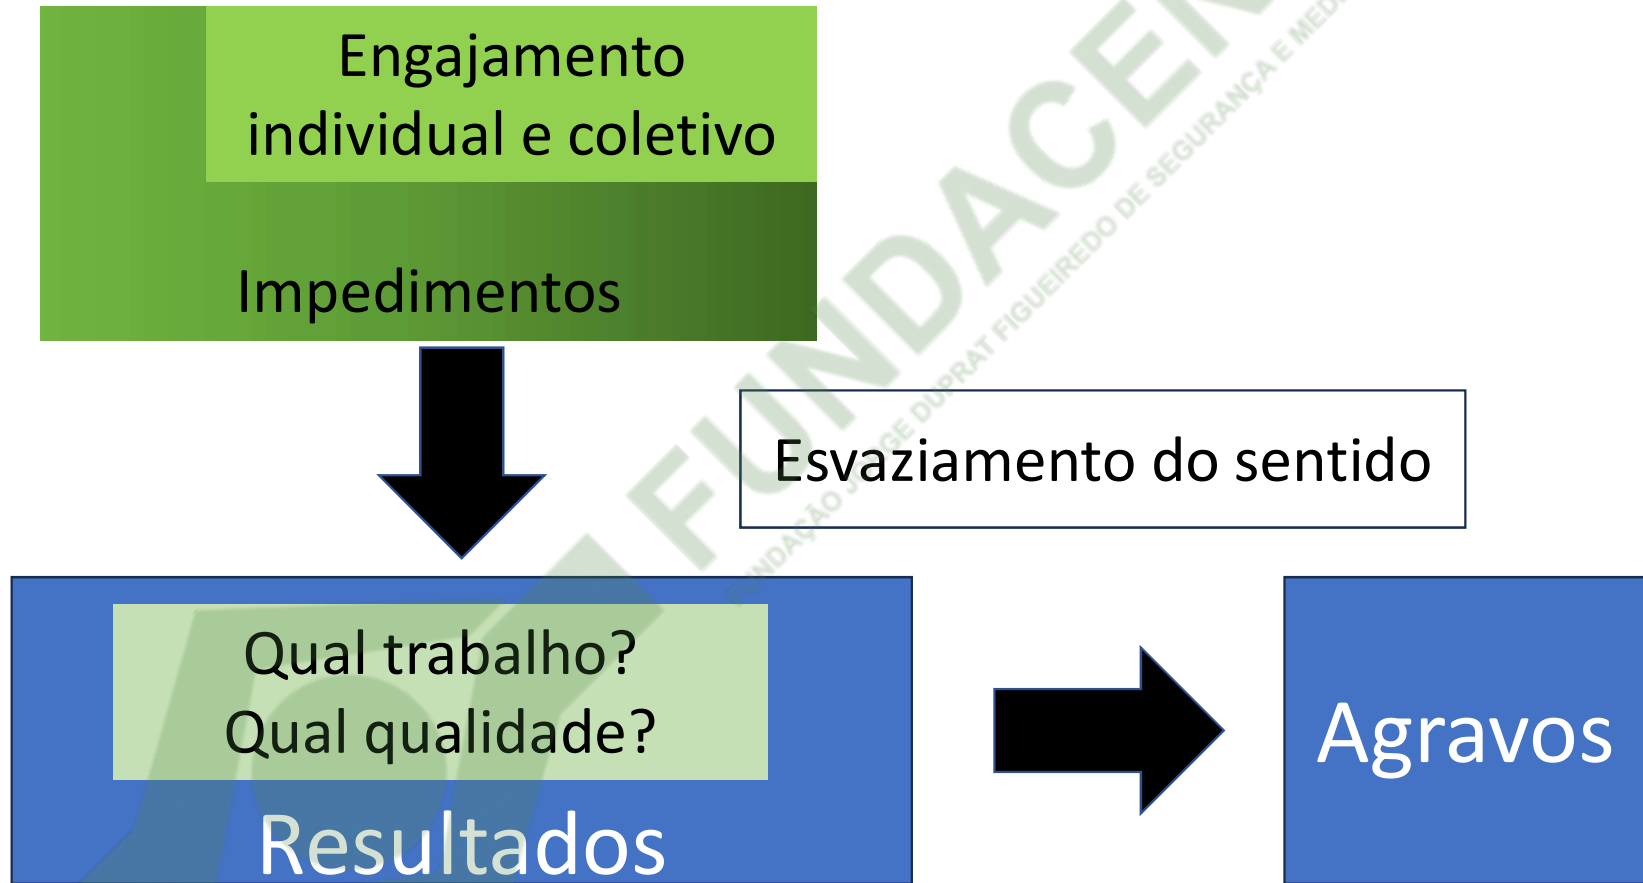 Engajamento
individual e coletivo
Impedimentos
Esvaziamento do sentido
Qual trabalho?
Qual qualidade?
Resultados
Agravos
FUNDACEN
FUNDAÇÃO JORGE DUPRAT FIGUEIREDO DE SEGURANÇA E